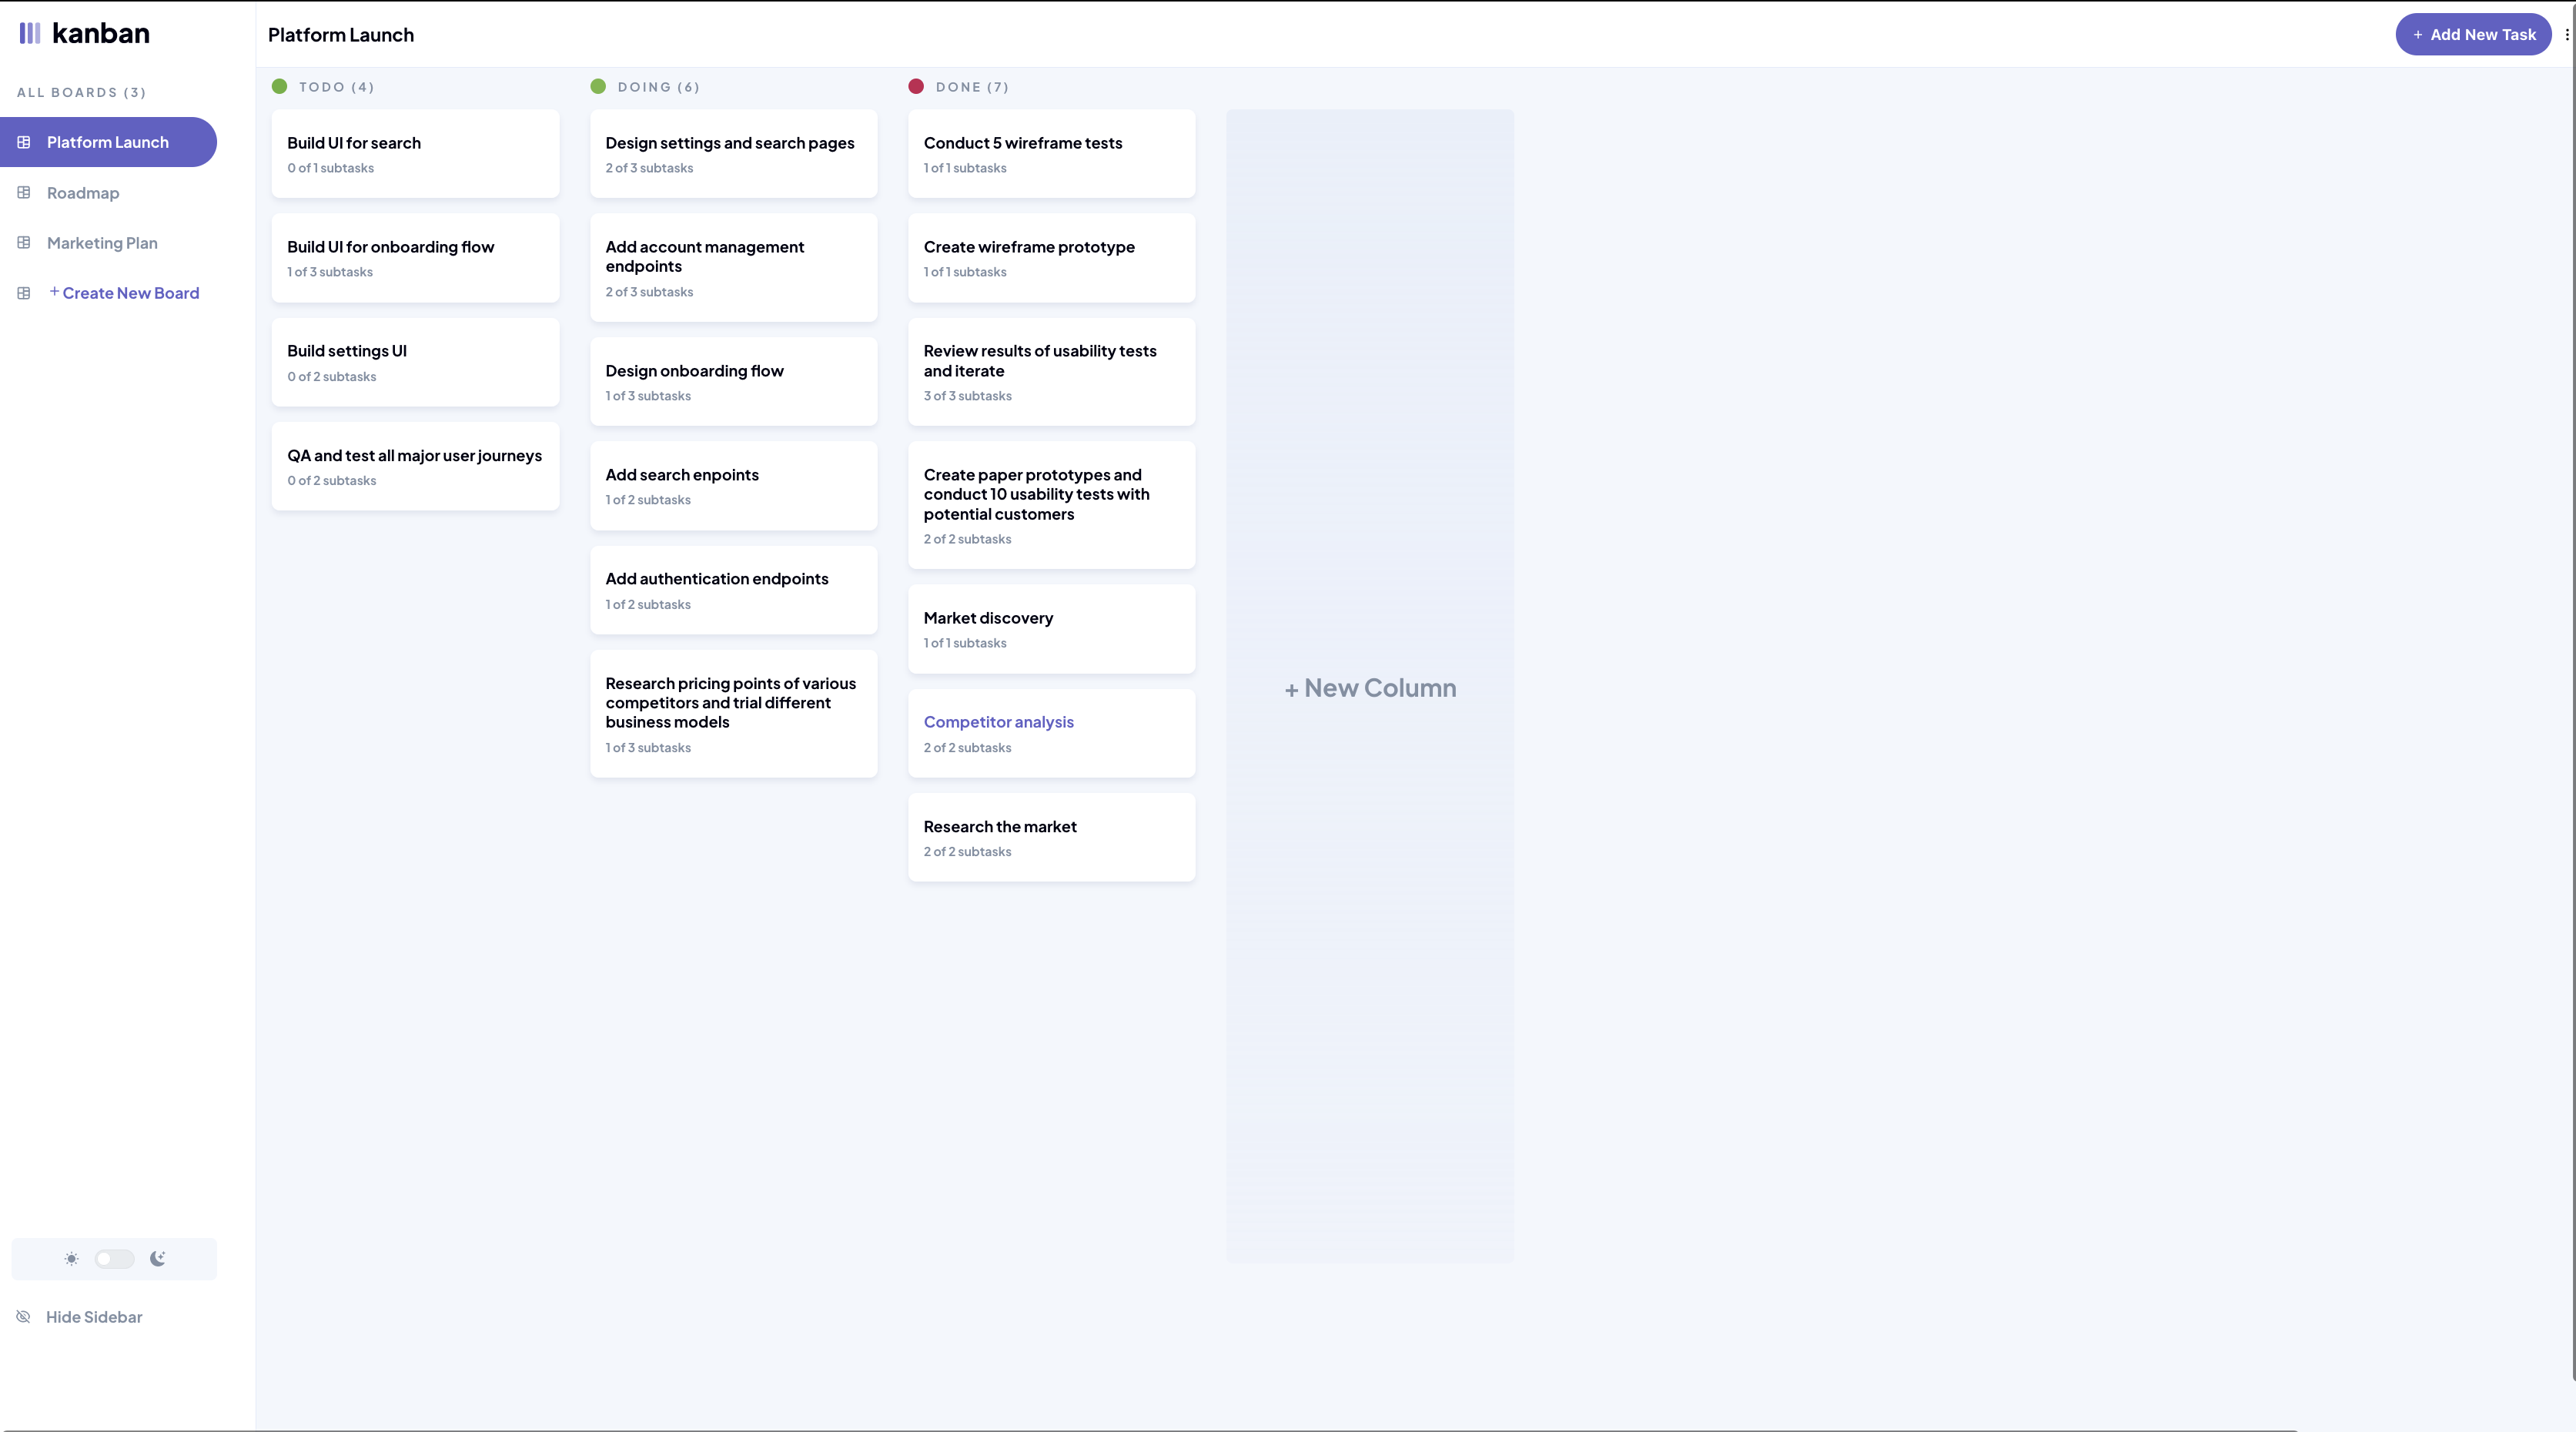 kanban
ALL BOARDS (3)
Platform Launch
Roadmap
Marketing Plan
+ Create New Board
Hide Sidebar
Platform Launch
+ Add New Task
TODO (4)
Build UI for search
0 of 1 subtasks
Build UI for onboarding flow
1 of 3 subtasks
Build settings UI
0 of 2 subtasks
QA and test all major user journeys
0 of 2 subtasks
DOING (6)
Design settings and search pages
2 of 3 subtasks
Add account management
endpoints
2 of 3 subtasks
Design onboarding flow
1 of 3 subtasks
Add search enpoints
1 of 2 subtasks
Add authentication endpoints
1 of 2 subtasks
Research pricing points of various
competitors and trial different
business models
1 of 3 subtasks
DONE (7)
Conduct 5 wireframe tests
1 of 1 subtasks
Create wireframe prototype
1 of 1 subtasks
Review results of usability tests
and iterate
3 of 3 subtasks
Create paper prototypes and
conduct 10 usability tests with
potential customers
2 of 2 subtasks
Market discovery
1 of 1 subtasks
Competitor analysis
2 of 2 subtasks
Research the market
2 of 2 subtasks
+ New Column